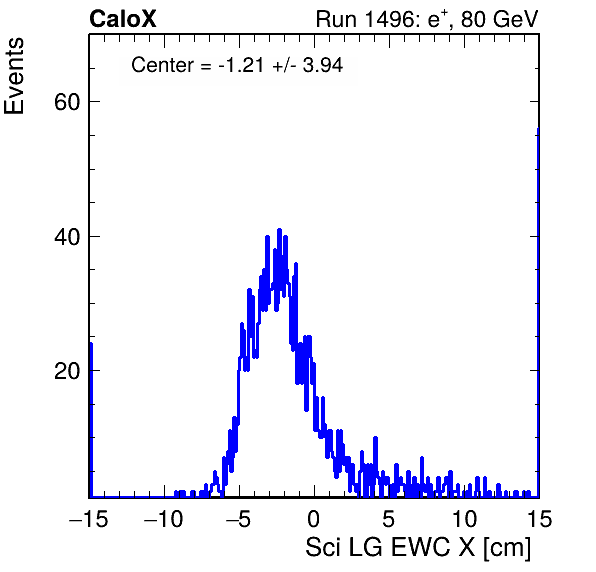 CaloX Run 1496: e⁺, 80 GeV
Center = -1.21 +/- 3.94
Events
60
40
20
−15 −10 −5 0 5 10 15
Sci LG EWC X [cm]